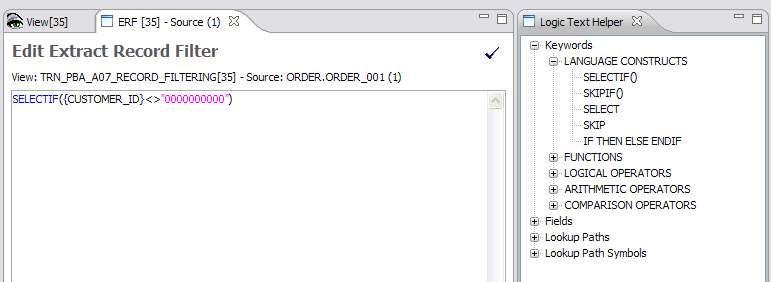 View[35]
ERF [35] - Source (1)
Edit Extract Record Filter
View: TRN_PBA_A07_RECORD_FILTERING[35] - Source: ORDER.ORDER_001 (1)
SELECTIF({CUSTOMER_ID}<>"0000000000")
Logic Text Helper
Keywords
LANGUAGE CONSTRUCTS
SELECTIF()
SKIPIF()
SELECT
SKIP
IF THEN ELSE ENDIF
FUNCTIONS
LOGICAL OPERATORS
ARITHMETIC OPERATORS
COMPARISON OPERATORS
Fields
Lookup Paths
Lookup Path Symbols